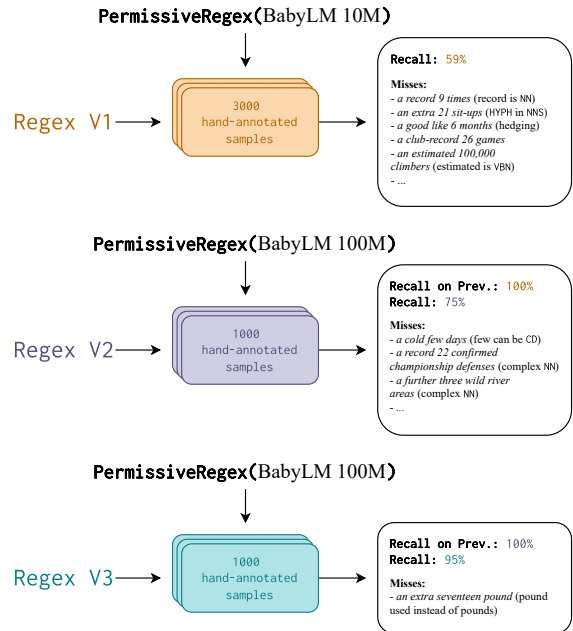 PermissiveRegex(BabyLM 10M)
Regex V1
3000
hand-annotated
samples
Recall: 59%
Misses:
- a record 9 times (record is NN)
- an extra 21 sit-ups (HYPH in NNS)
- a good like 6 months (hedging)
- a club-record 26 games
- an estimated 100,000
climbers (estimated is VBN)
- ...
PermissiveRegex(BabyLM 100M)
Regex V2
1000
hand-annotated
samples
Recall on Prev.: 100%
Recall: 75%
Misses:
- a cold few days (few can be CD)
- a record 22 confirmed
championship defenses (complex NN)
- a further three wild river
areas (complex NN)
- ...
PermissiveRegex(BabyLM 100M)
Regex V3
1000
hand-annotated
samples
Recall on Prev.: 100%
Recall: 95%
Misses:
- an extra seventeen pound (pound
used instead of pounds)